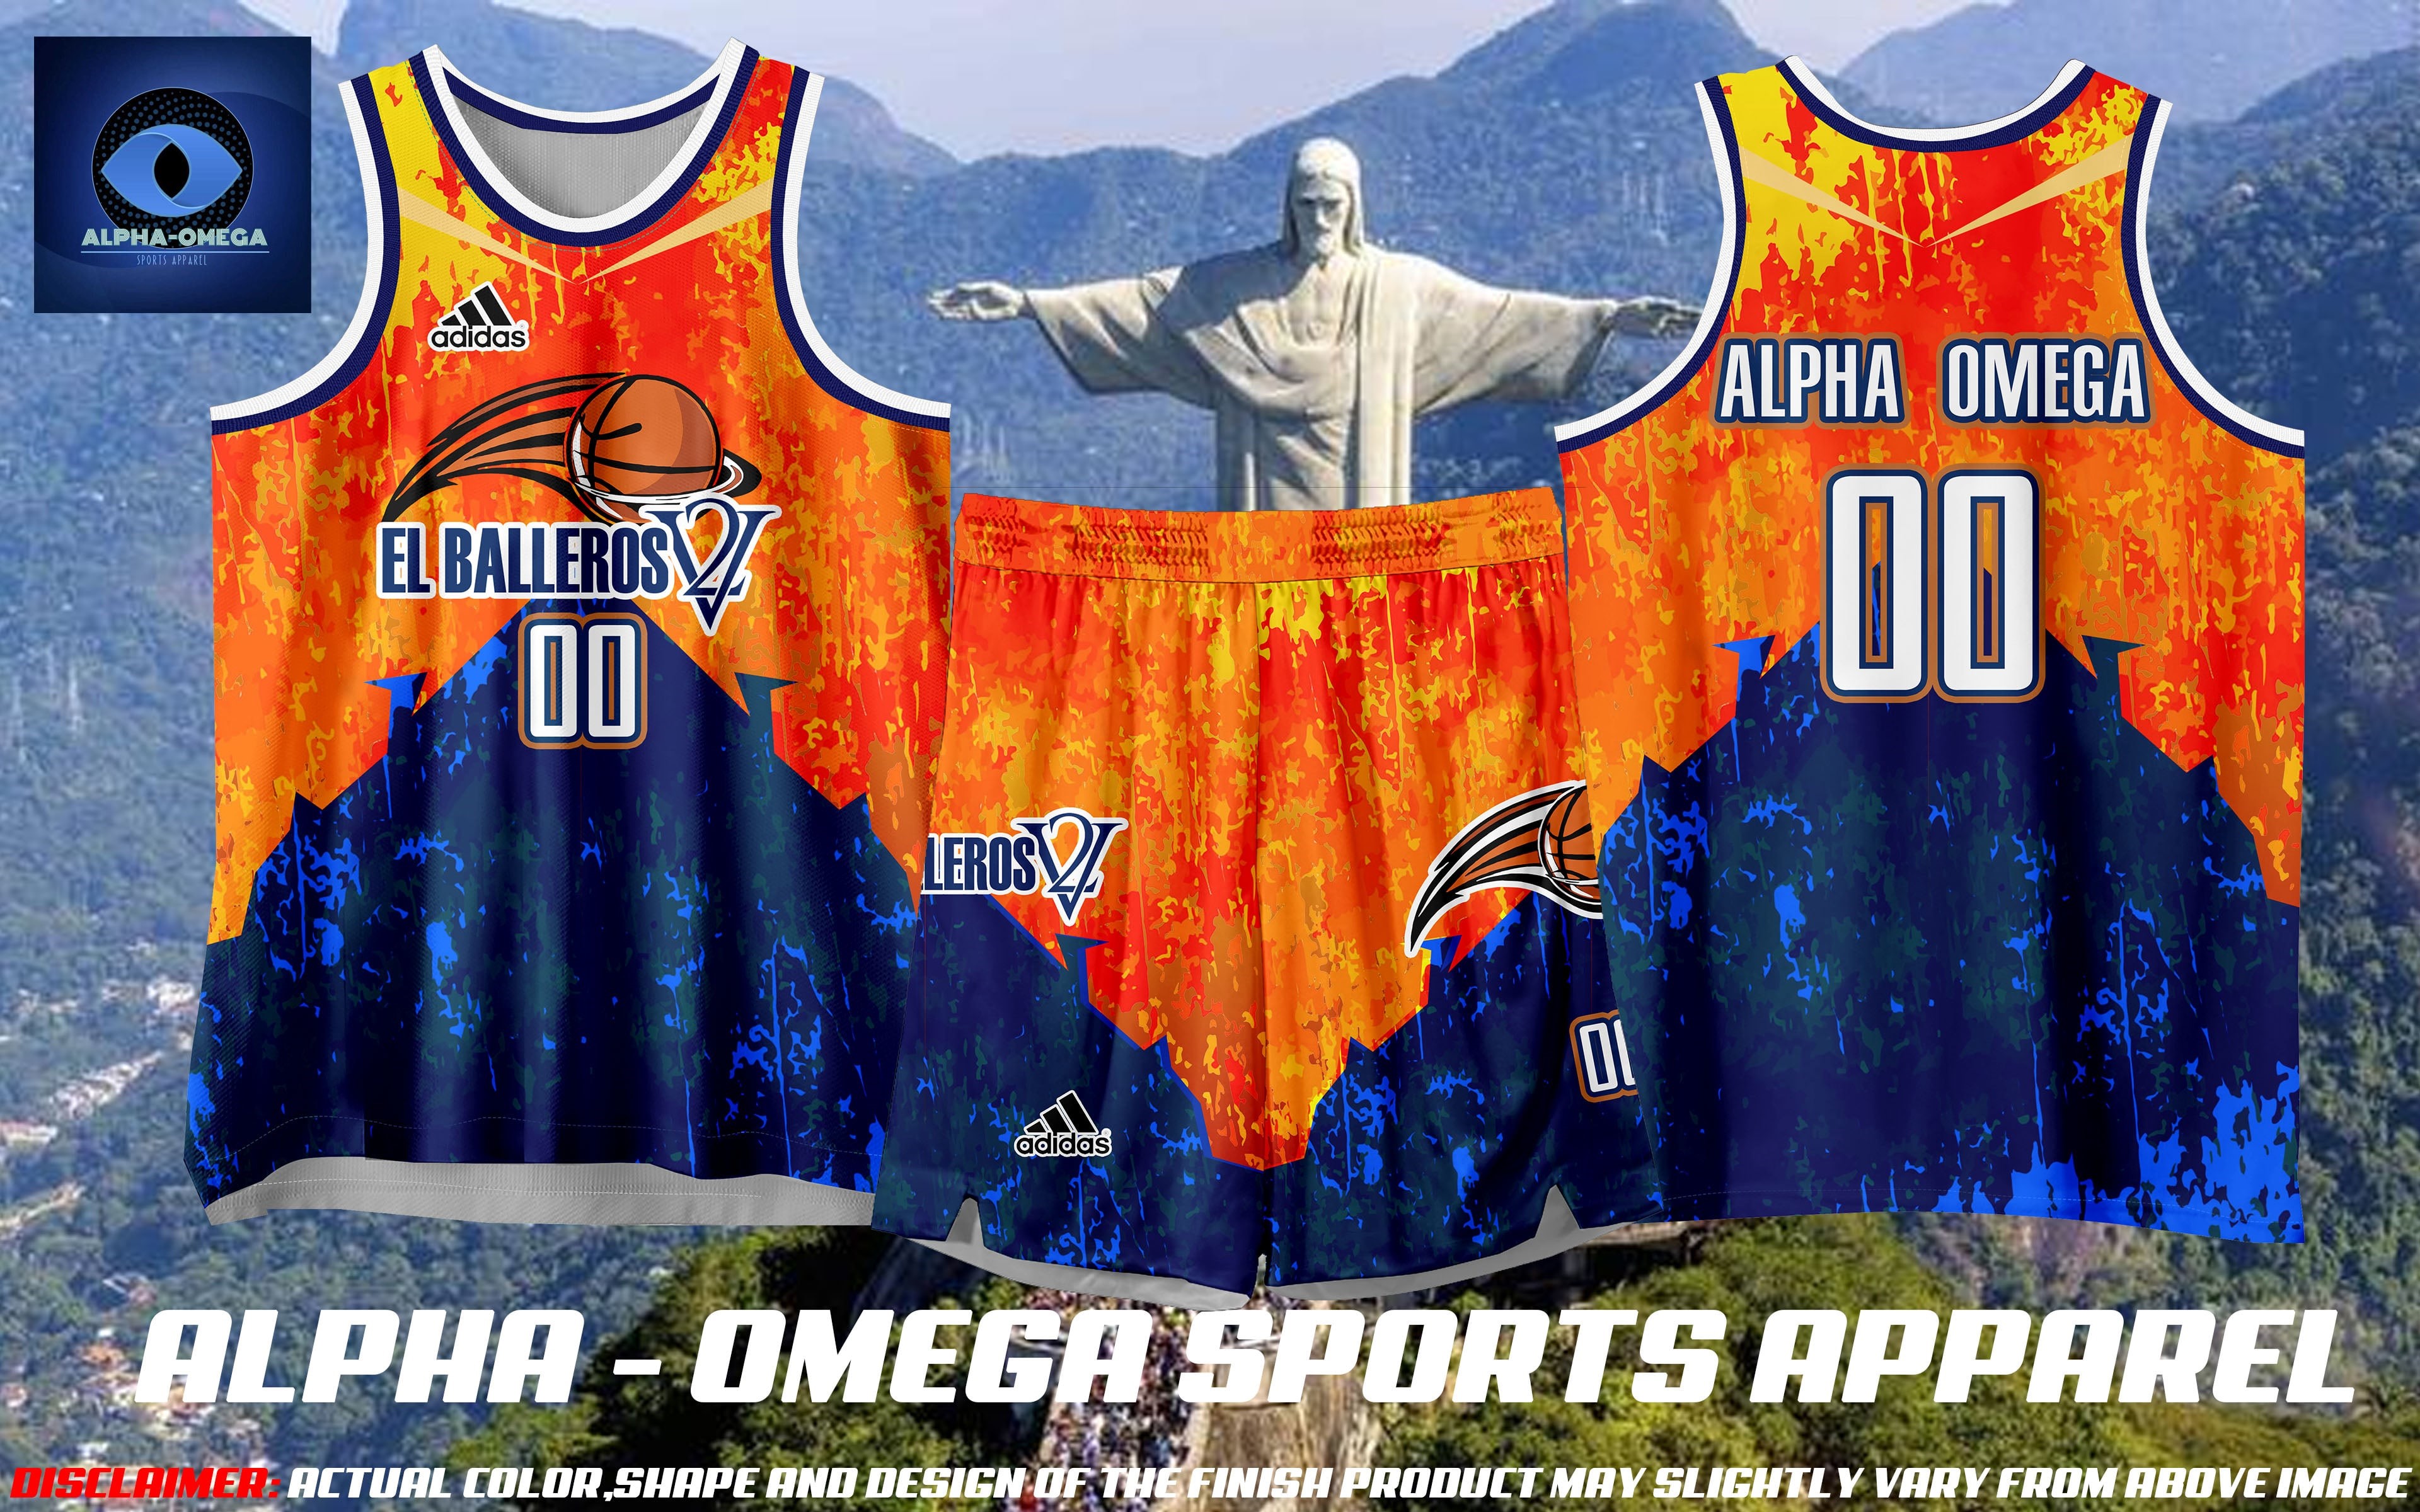 ALPHA-OMEGA
SPORTS APPAREL
adidas
EL BALLEROS V2
00
ALPHA OMEGA
00
LEROS V2
00
adidas
ALPHA - OMEGA SPORTS APPAREL
DISCLAIMER: ACTUAL COLOR,SHAPE AND DESIGN OF THE FINISH PRODUCT MAY SLIGHTLY VARY FROM ABOVE IMAGE